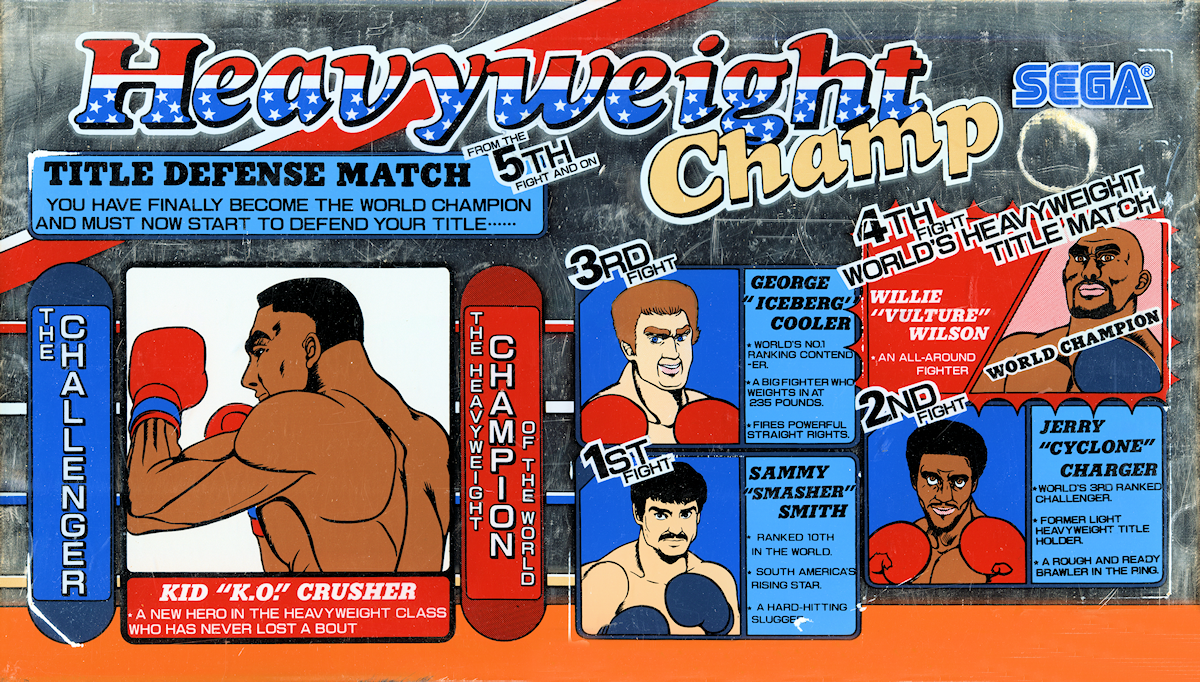 Heavyweight
Champ
SEGA®
TITLE DEFENSE MATCH
FROM THE
5TH
FIGHT AND ON
YOU HAVE FINALLY BECOME THE WORLD CHAMPION
AND MUST NOW START TO DEFEND YOUR TITLE······
THE
CHALLENGER
THE HEAVYWEIGHT
CHAMPION
OF THE WORLD
KID "K.O." CRUSHER
* A NEW HERO IN THE HEAVYWEIGHT CLASS
WHO HAS NEVER LOST A BOUT
3RD
FIGHT
GEORGE
"ICEBERG"
COOLER
* WORLD'S NO.1
RANKING CONTEND
-ER.
* A BIG FIGHTER WHO
WEIGHTS IN AT
235 POUNDS.
* FIRES POWERFUL
STRAIGHT RIGHTS.
4TH
FIGHT
WORLD'S HEAVYWEIGHT
TITLE MATCH
WILLIE
"VULTURE"
WILSON
* AN ALL-AROUND
FIGHTER
WORLD CHAMPION
1ST
FIGHT
SAMMY
"SMASHER"
SMITH
* RANKED 10TH
IN THE WORLD.
* SOUTH AMERICA'S
RISING STAR.
* A HARD-HITTING
2ND
FIGHT
JERRY
"CYCLONE"
CHARGER
* WORLD'S 3RD RANKED
CHALLENGER.
* FORMER LIGHT
HEAVYWEIGHT TITLE
HOLDER.
* A ROUGH AND READY
BRAWLER IN THE RING.